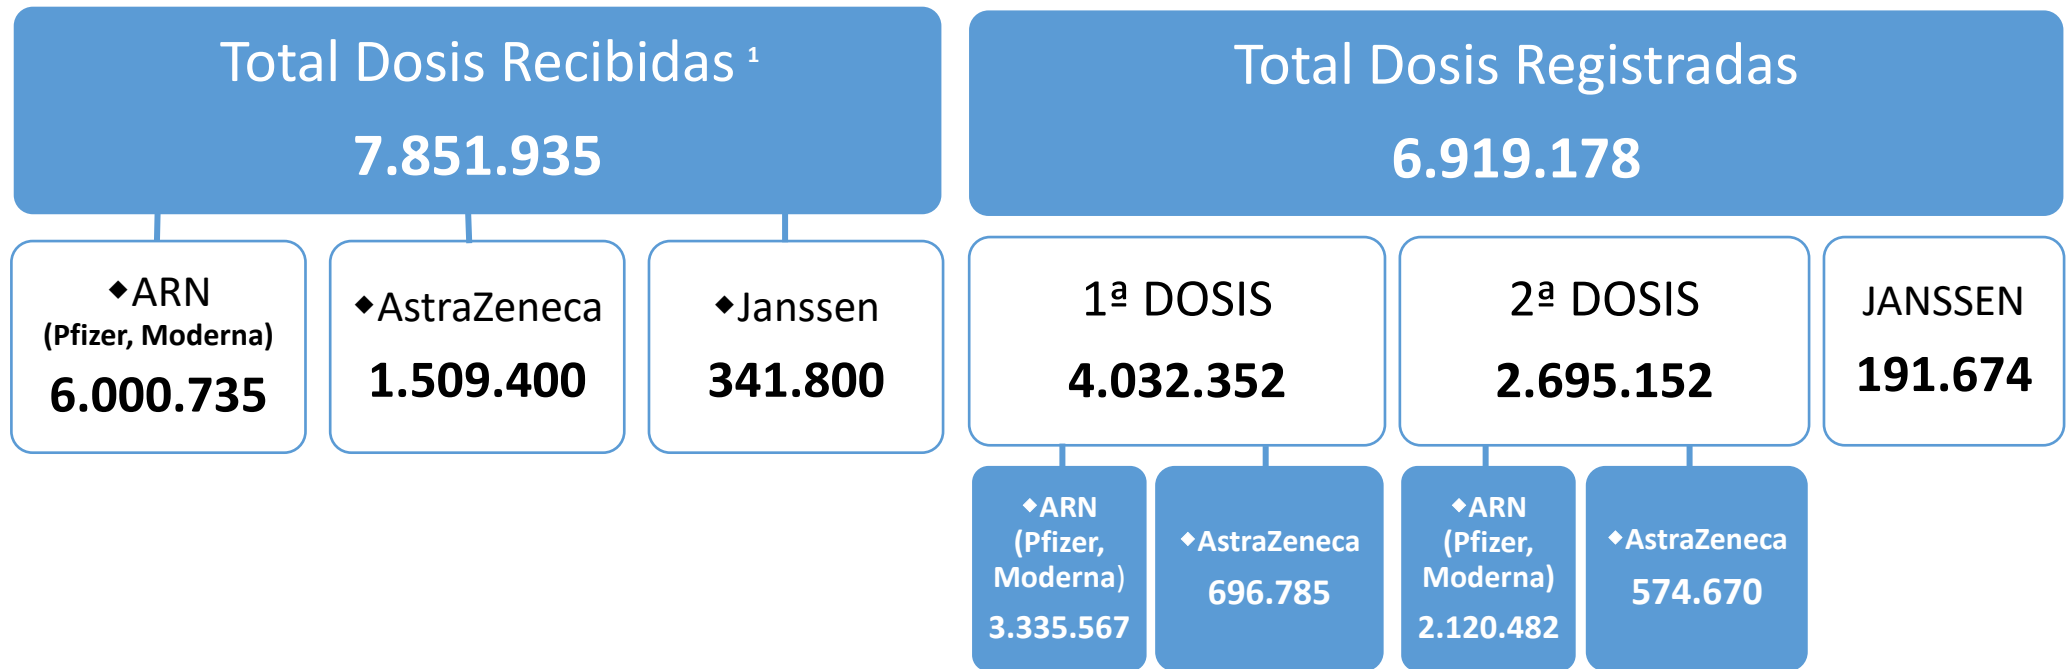 Total Dosis Recibidas ¹
7.851.935
◆ARN
(Pfizer, Moderna)
6.000.735
◆AstraZeneca
1.509.400
◆Janssen
341.800
Total Dosis Registradas
6.919.178
1ª DOSIS
4.032.352
◆ARN
(Pfizer,
Moderna)
3.335.567
◆AstraZeneca
696.785
2ª DOSIS
2.695.152
◆ARN
(Pfizer,
Moderna)
2.120.482
◆AstraZeneca
574.670
JANSSEN
191.674